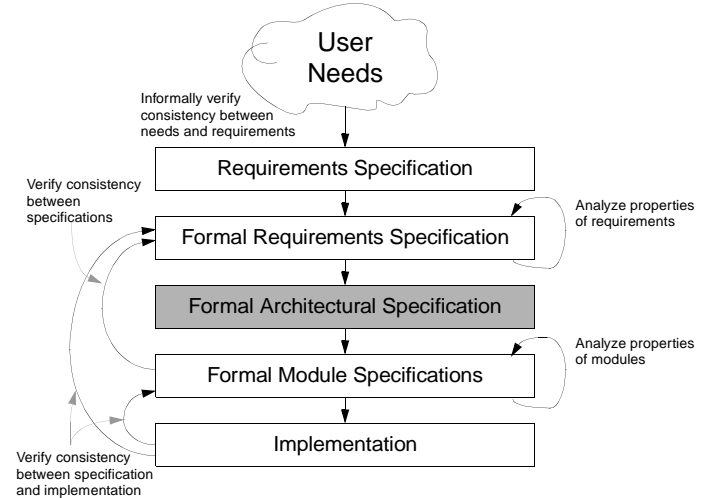 User
Needs
Informally verify
consistency between
needs and requirements
Requirements Specification
Verify consistency
between
specifications
Analyze properties
of requirements
Formal Requirements Specification
Formal Architectural Specification
Analyze properties
of modules
Formal Module Specifications
Implementation
Verify consistency
between specification
and implementation